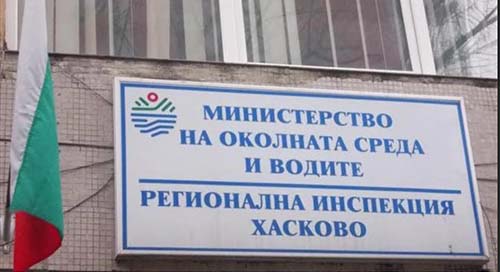 МИНИСТЕРСТВО
НА ОКОЛНАТА СРЕДА
И ВОДИТЕ
РЕГИОНАЛНА ИНСПЕКЦИЯ
ХАСКОВО